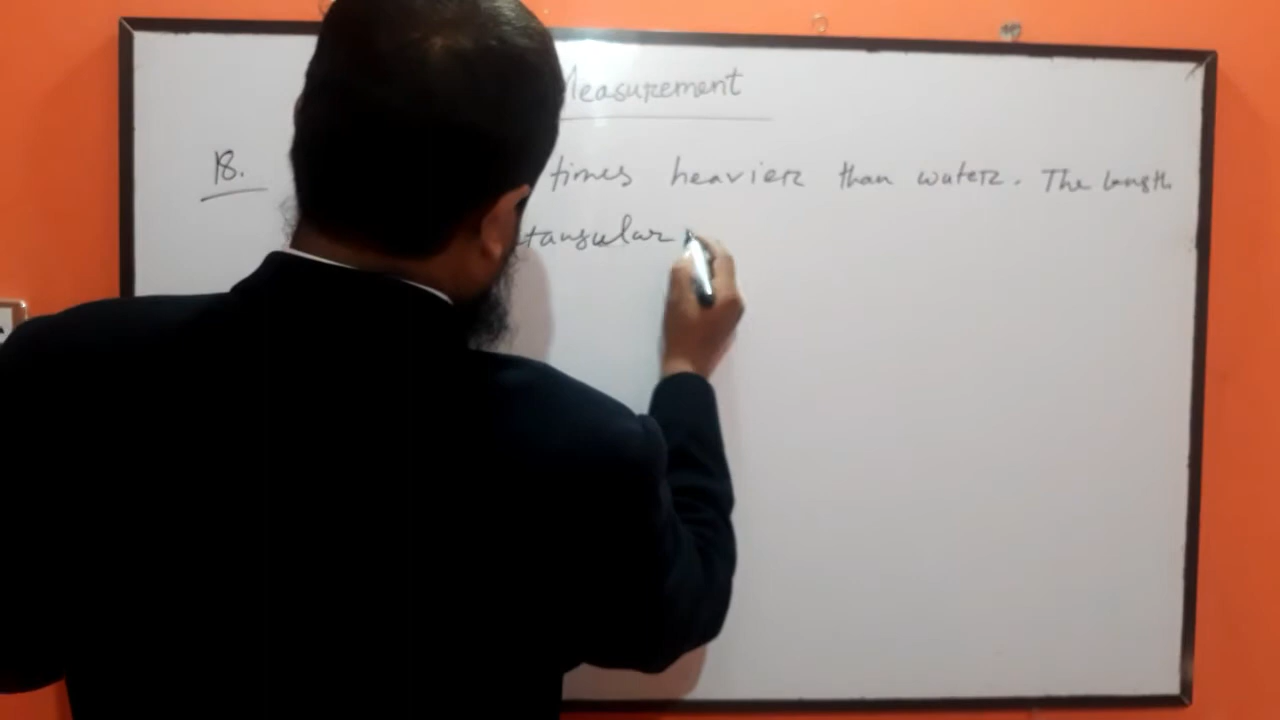 Measurement
18. times heavier than water. The length
tangular